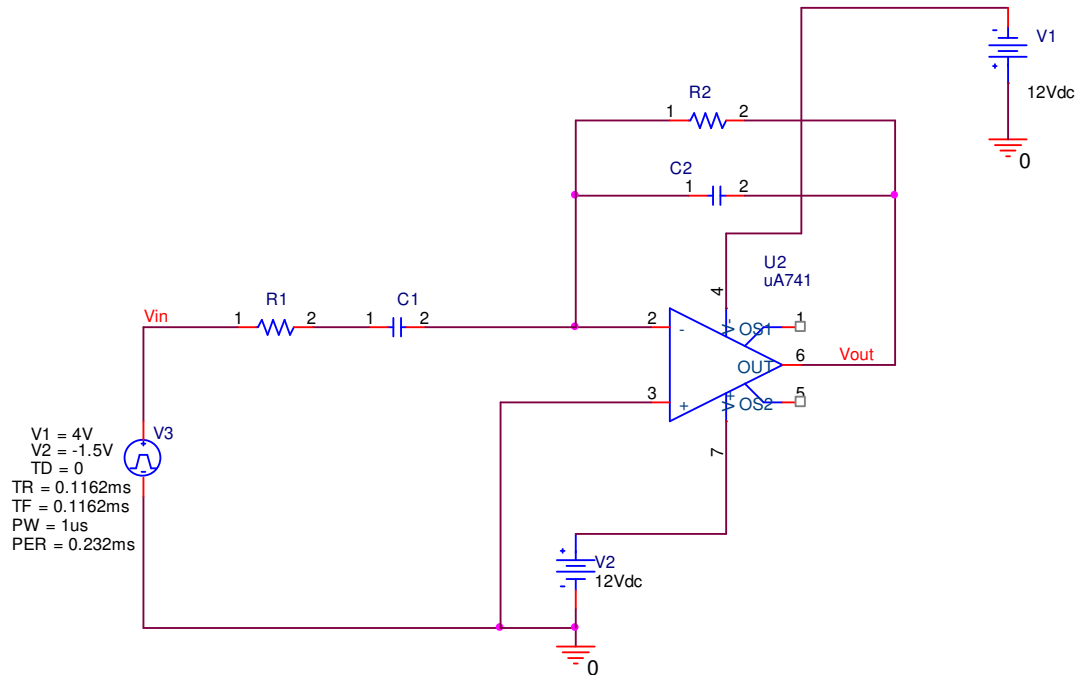 - V1
+
12Vdc
0
R2
1 2
C2
1 2
U2
uA741
R1
C1
Vin
1 2
1 2
2
-
4
V-
OS1
1
OUT
6
Vout
3
+
V+
OS2
5
7
V1 = 4V
V2 = -1.5V
TD = 0
TR = 0.1162ms
TF = 0.1162ms
PW = 1us
PER = 0.232ms
V3
+
-
+
V2
12Vdc
-
0